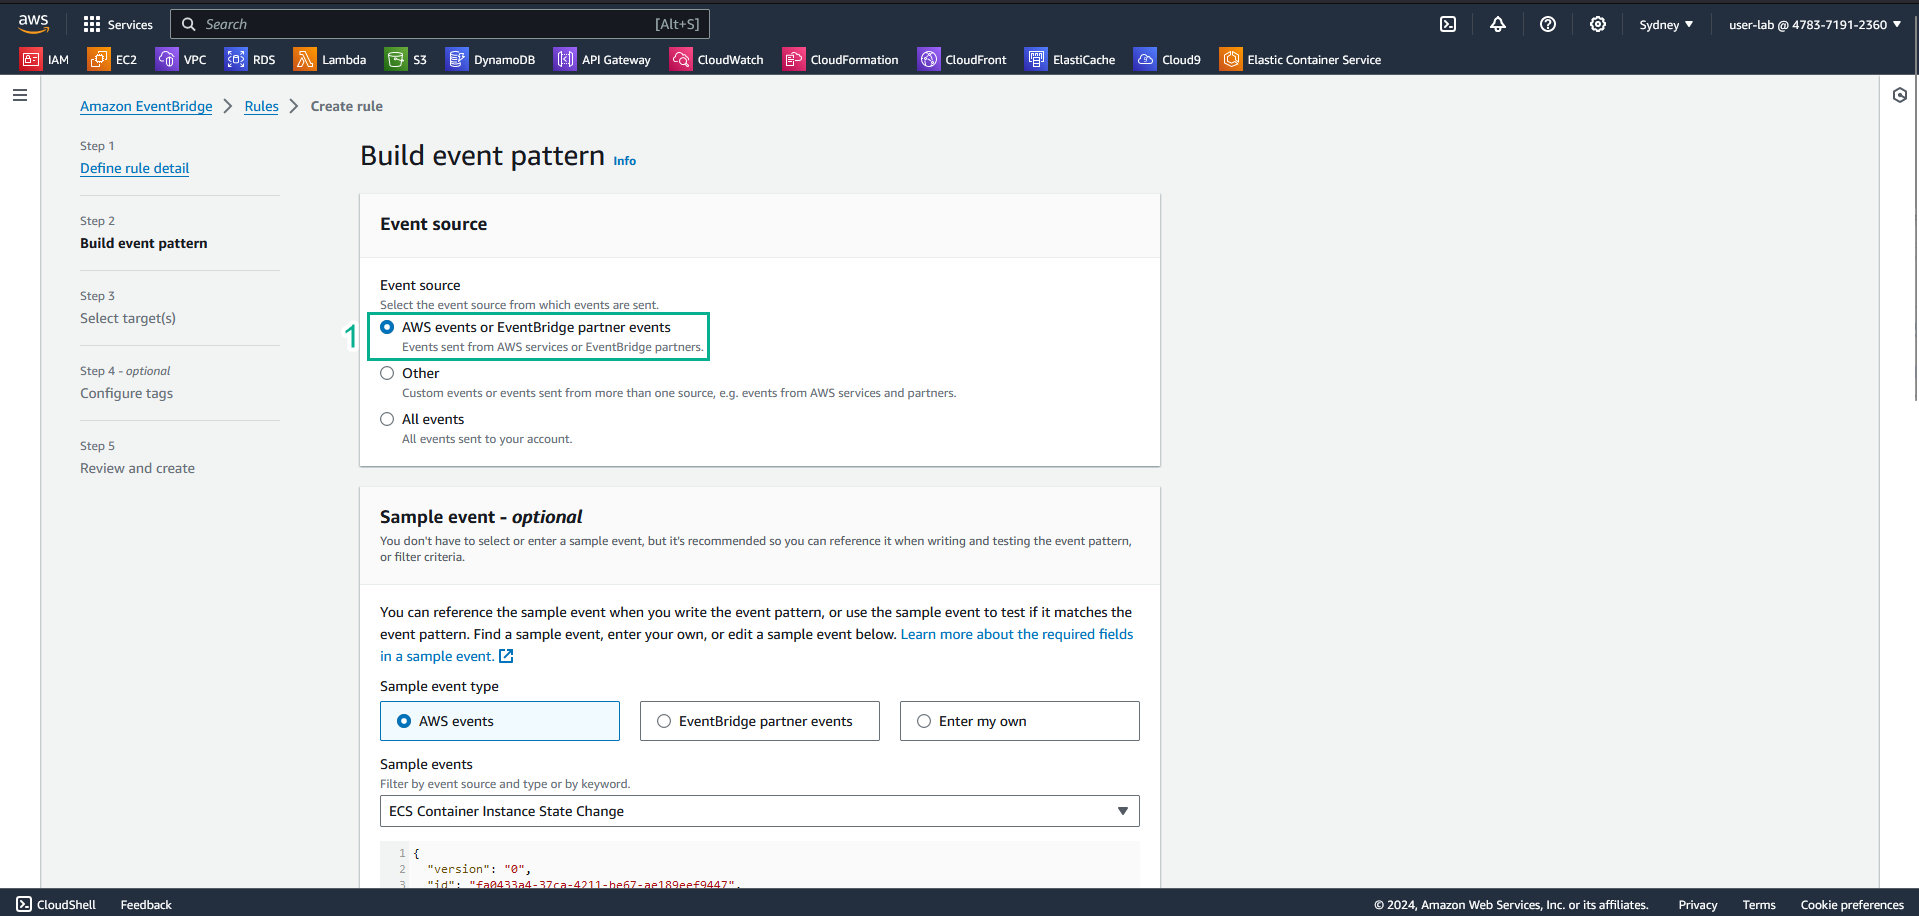 aws
Services
Search
[Alt+S]
Sydney
user-lab @ 4783-7191-2360
IAM
EC2
VPC
RDS
Lambda
S3
DynamoDB
API Gateway
CloudWatch
CloudFormation
CloudFront
ElastiCache
Cloud9
Elastic Container Service
Amazon EventBridge
Rules
Create rule
Step 1
Define rule detail
Step 2
Build event pattern
Step 3
Select target(s)
Step 4 - optional
Configure tags
Step 5
Review and create
Build event pattern
Info
Event source
Event source
Select the event source from which events are sent.
1
AWS events or EventBridge partner events
Events sent from AWS services or EventBridge partners.
Other
Custom events or events sent from more than one source, e.g. events from AWS services and partners.
All events
All events sent to your account.
Sample event - optional
You don't have to select or enter a sample event, but it's recommended so you can reference it when writing and testing the event pattern,
or filter criteria.
You can reference the sample event when you write the event pattern, or use the sample event to test if it matches the
event pattern. Find a sample event, enter your own, or edit a sample event below. Learn more about the required fields
in a sample event.
Sample event type
AWS events
EventBridge partner events
Enter my own
Sample events
Filter by event source and type or by keyword.
ECS Container Instance State Change
1 {
2 "version": "0",
3 "id": "fa0433a4-37ca-4211-be67-ae189eef9447",
CloudShell
Feedback
© 2024, Amazon Web Services, Inc. or its affiliates.
Privacy
Terms
Cookie preferences